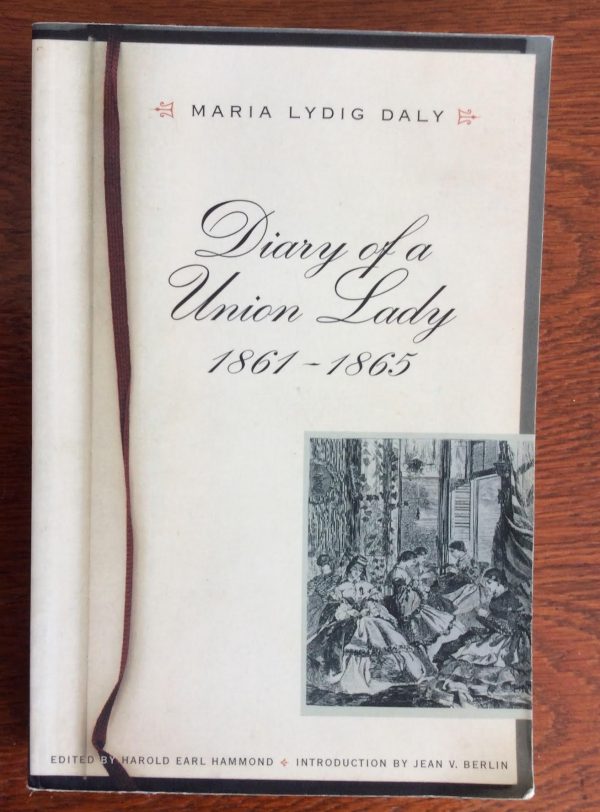 MARIA LYDIG DALY
Diary of a
Union Lady
1861 – 1865
EDITED BY HAROLD EARL HAMMOND INTRODUCTION BY JEAN V. BERLIN